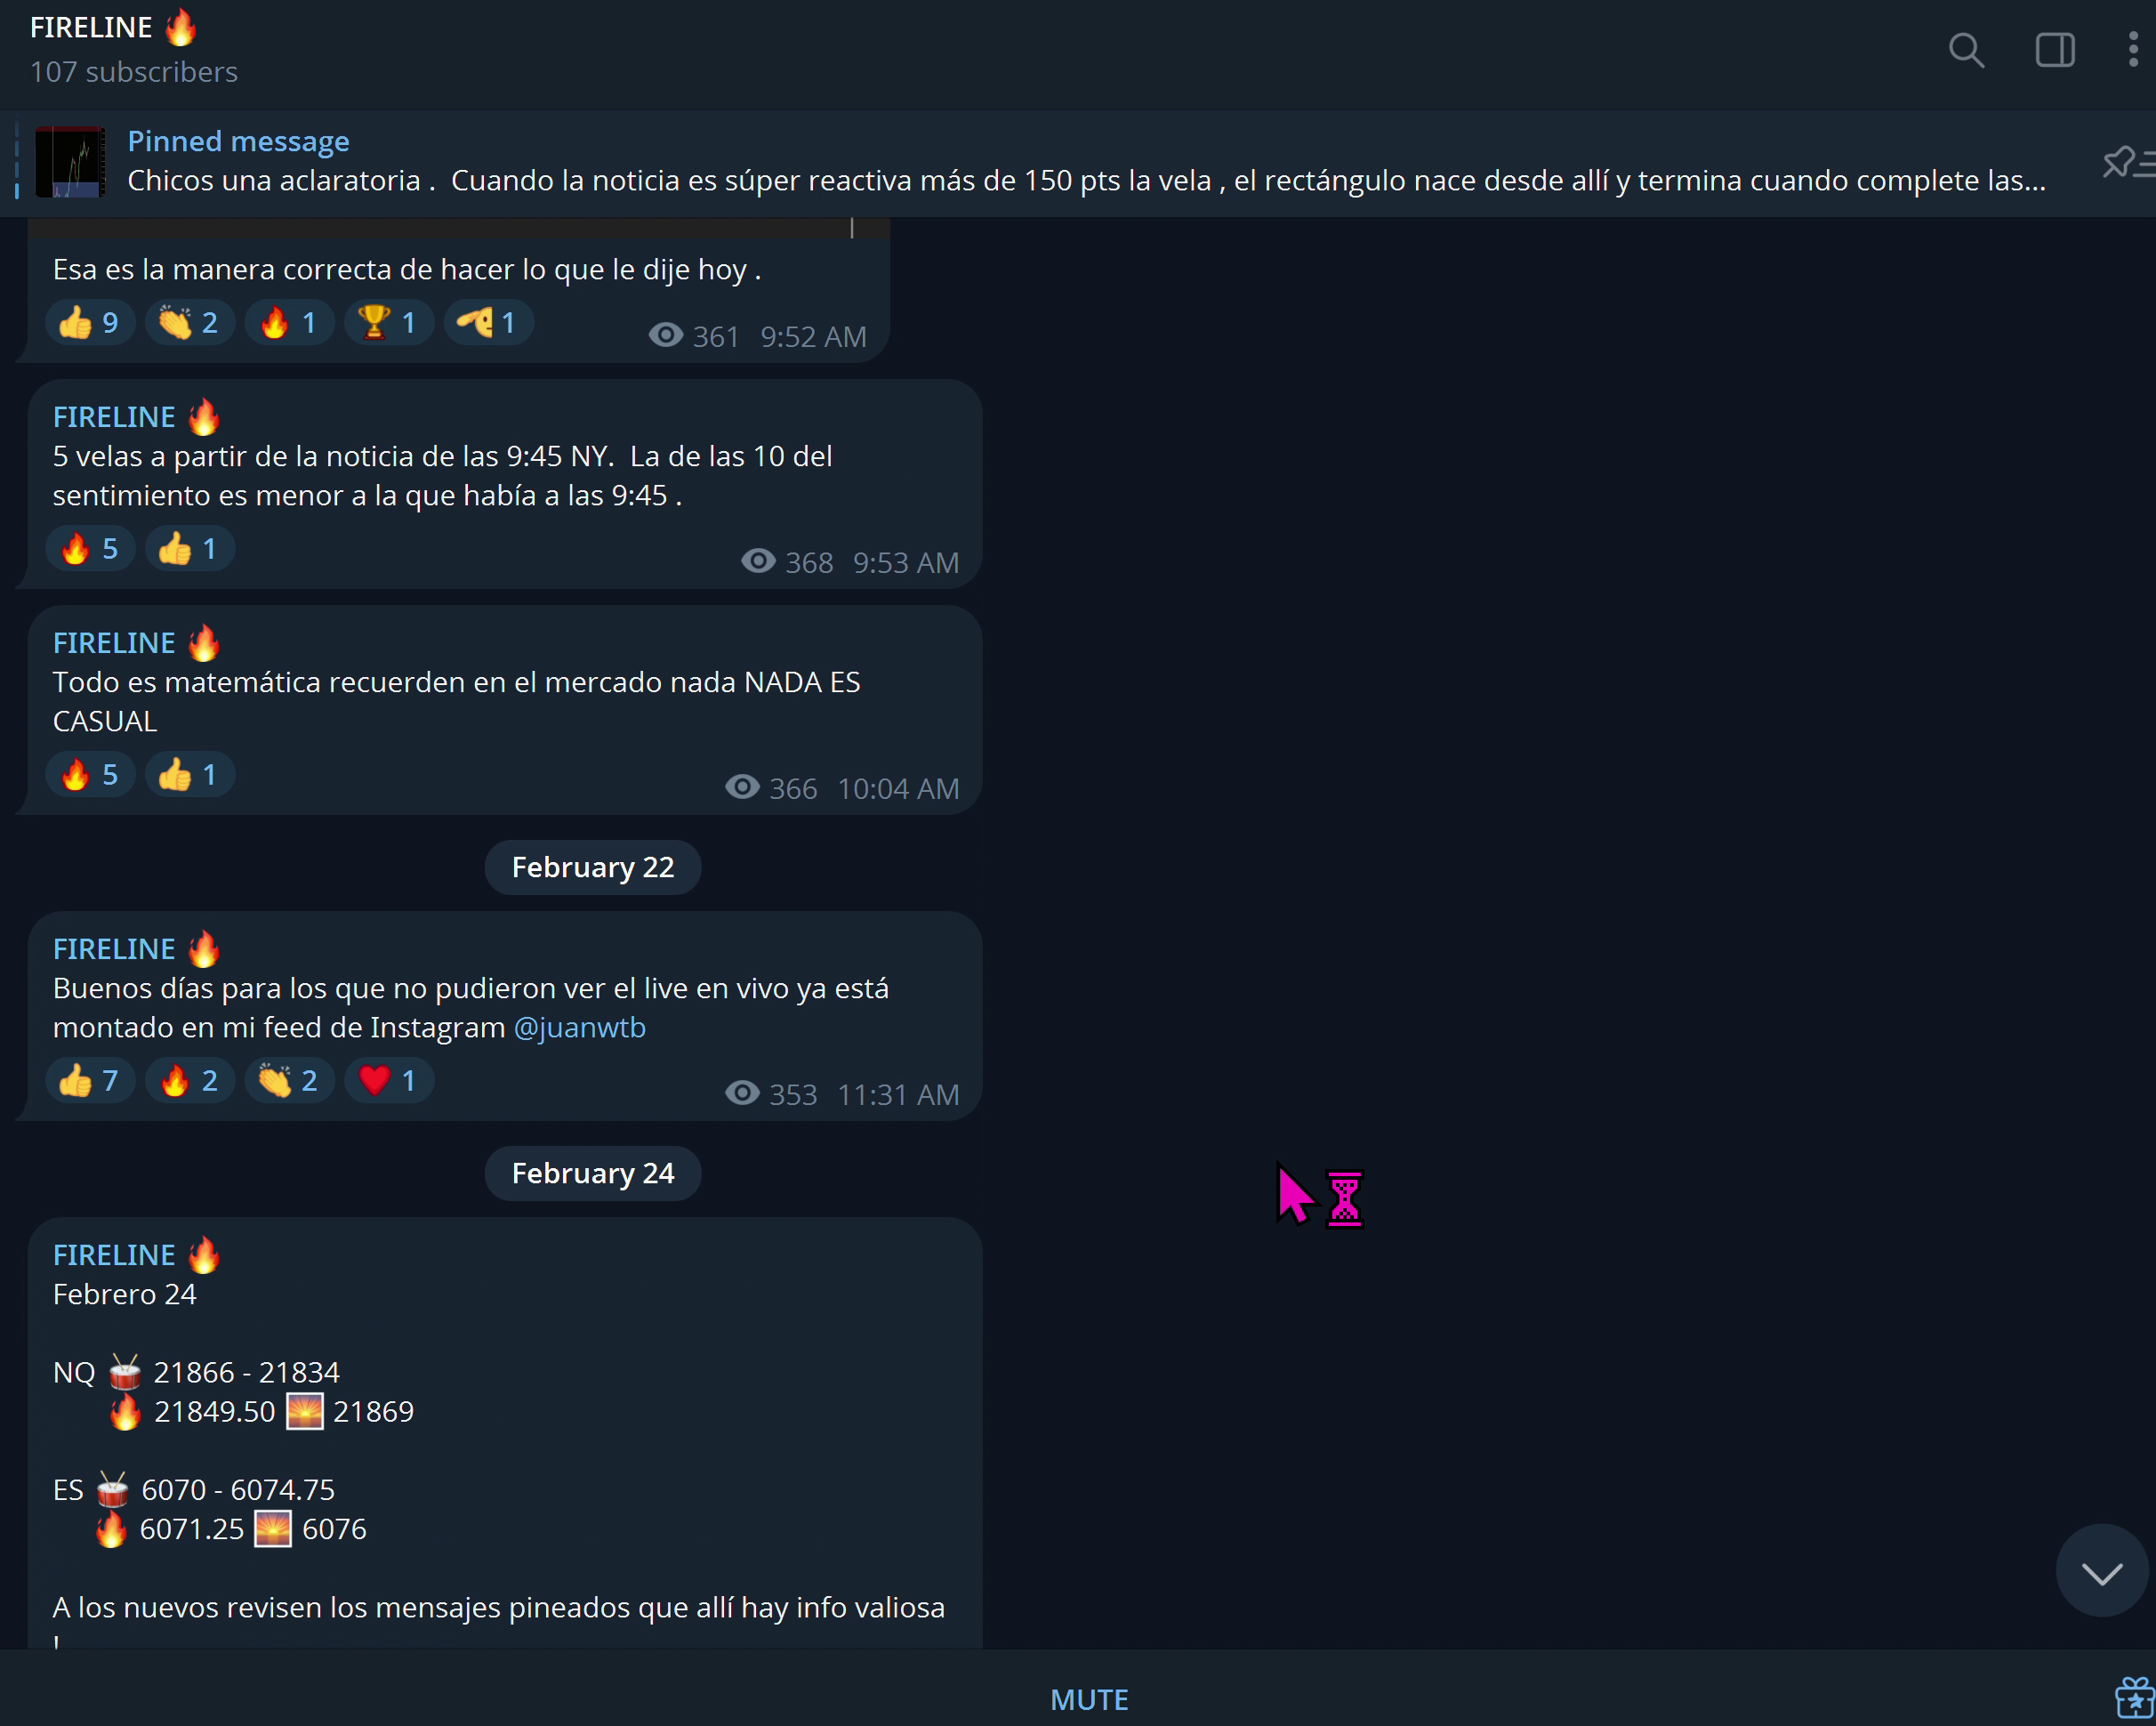 FIRELINE 🔥
107 subscribers
Pinned message
Chicos una aclaratoria .  Cuando la noticia es súper reactiva más de 150 pts la vela , el rectángulo nace desde allí y termina cuando complete las...
Esa es la manera correcta de hacer lo que le dije hoy .
👍 9 👏 2 🔥 1 🏆 1 🫡 1 361 9:52 AM
FIRELINE 🔥
5 velas a partir de la noticia de las 9:45 NY.  La de las 10 del
sentimiento es menor a la que había a las 9:45 .
🔥 5 👍 1 368 9:53 AM
FIRELINE 🔥
Todo es matemática recuerden en el mercado nada NADA ES
CASUAL
🔥 5 👍 1 366 10:04 AM
February 22
FIRELINE 🔥
Buenos días para los que no pudieron ver el live en vivo ya está
montado en mi feed de Instagram @juanwtb
👍 7 🔥 2 👏 2 ❤️ 1 353 11:31 AM
February 24
FIRELINE 🔥
Febrero 24
NQ 🥁 21866 - 21834
🔥 21849.50 🌅 21869
ES 🥁 6070 - 6074.75
🔥 6071.25 🌅 6076
A los nuevos revisen los mensajes pineados que allí hay info valiosa
!
MUTE